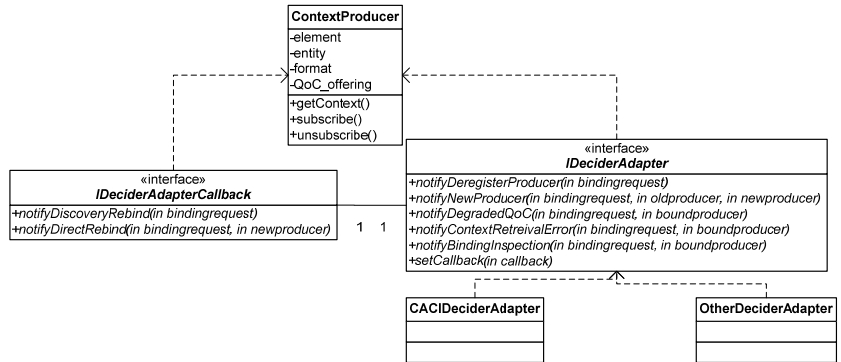 ContextProducer
-element
-entity
-format
-QoC_offering
+getContext()
+subscribe()
+unsubscribe()
«interface»
IDeciderAdapterCallback
+notifyDiscoveryRebind(in bindingrequest)
+notifyDirectRebind(in bindingrequest, in newproducer)
1 1
«interface»
IDeciderAdapter
+notifyDeregisterProducer(in bindingrequest)
+notifyNewProducer(in bindingrequest, in oldproducer, in newproducer)
+notifyDegradedQoC(in bindingrequest, in boundproducer)
+notifyContextRetreivalError(in bindingrequest, in boundproducer)
+notifyBindingInspection(in bindingrequest, in boundproducer)
+setCallback(in callback)
CACIDeciderAdapter
OtherDeciderAdapter